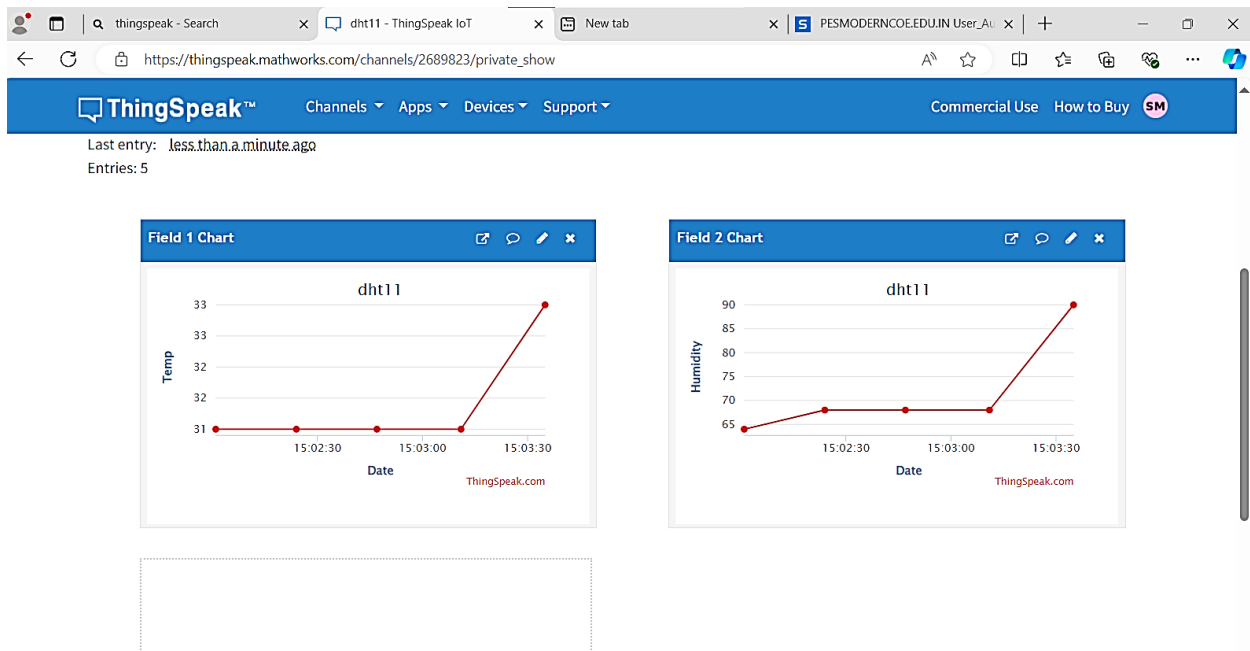 thingspeak - Search
dht11 - ThingSpeak IoT
New tab
PESMODERNCOE.EDU.IN User_Au
https://thingspeak.mathworks.com/channels/2689823/private_show
ThingSpeak™
Channels
Apps
Devices
Support
Commercial Use
How to Buy
SM
Last entry: less than a minute ago
Entries: 5
Field 1 Chart
dht11
33
33
32
32
31
Temp
15:02:30
15:03:00
15:03:30
Date
ThingSpeak.com
Field 2 Chart
dht11
90
85
80
75
70
65
Humidity
15:02:30
15:03:00
15:03:30
Date
ThingSpeak.com